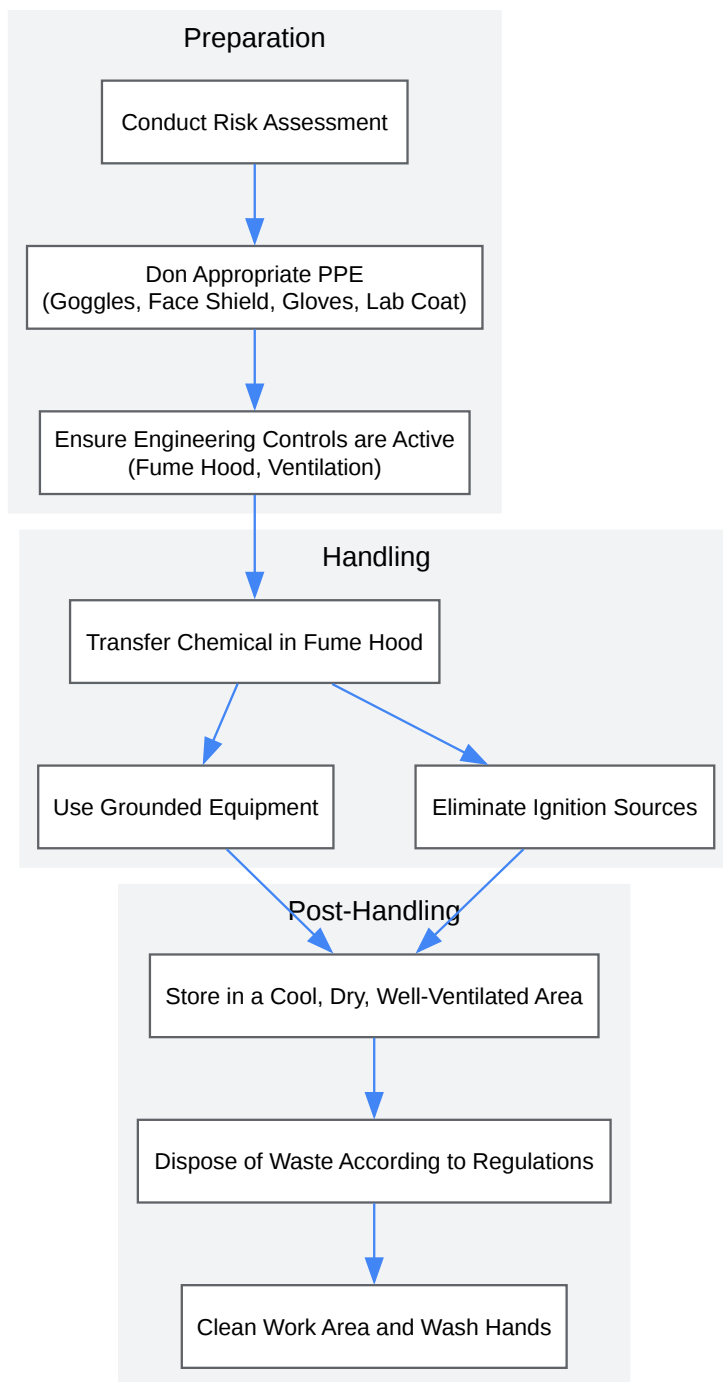 Preparation
Conduct Risk Assessment
Don Appropriate PPE
(Goggles, Face Shield, Gloves, Lab Coat)
Ensure Engineering Controls are Active
(Fume Hood, Ventilation)
Handling
Transfer Chemical in Fume Hood
Use Grounded Equipment
Eliminate Ignition Sources
Post-Handling
Store in a Cool, Dry, Well-Ventilated Area
Dispose of Waste According to Regulations
Clean Work Area and Wash Hands